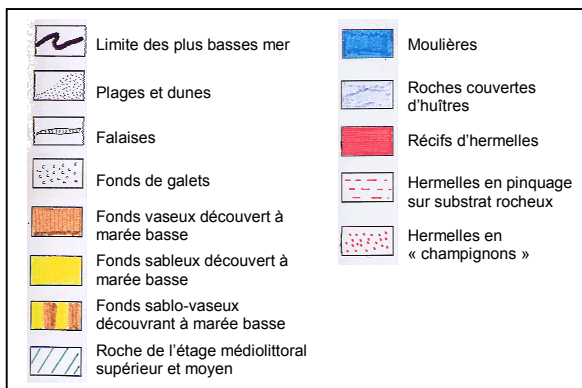 Limite des plus basses mer
Plages et dunes
Falaises
Fonds de galets
Fonds vaseux découvert à
marée basse
Fonds sableux découvert à
marée basse
Fonds sablo-vaseux
découvrant à marée basse
Roche de l'étage médiolittoral
supérieur et moyen
Moulières
Roches couvertes
d'huîtres
Récifs d'hermelles
Hermelles en pinquage
sur substrat rocheux
Hermelles en
« champignons »